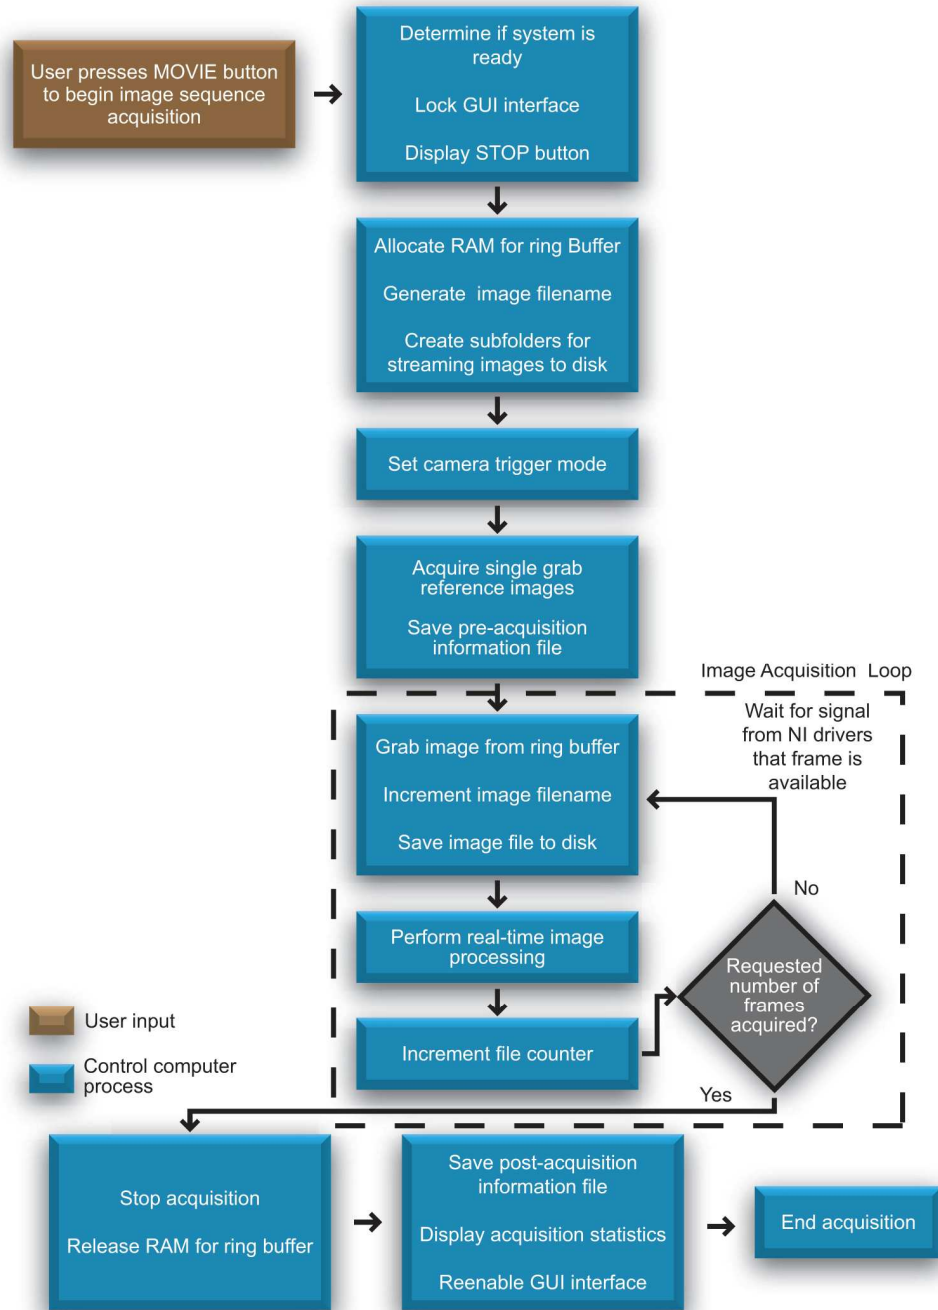 User presses MOVIE button
to begin image sequence
acquisition
Determine if system is
ready
Lock GUI interface
Display STOP button
Allocate RAM for ring Buffer
Generate image filename
Create subfolders for
streaming images to disk
Set camera trigger mode
Acquire single grab
reference images
Save pre-acquisition
information file
Image Acquisition Loop
Wait for signal
from NI drivers
that frame is
available
Grab image from ring buffer
Increment image filename
Save image file to disk
No
Perform real-time image
processing
Requested
number of
frames
acquired?
Increment file counter
User input
Control computer
process
Yes
Stop acquisition
Release RAM for ring buffer
Save post-acquisition
information file
Display acquisition statistics
Reenable GUI interface
End acquisition